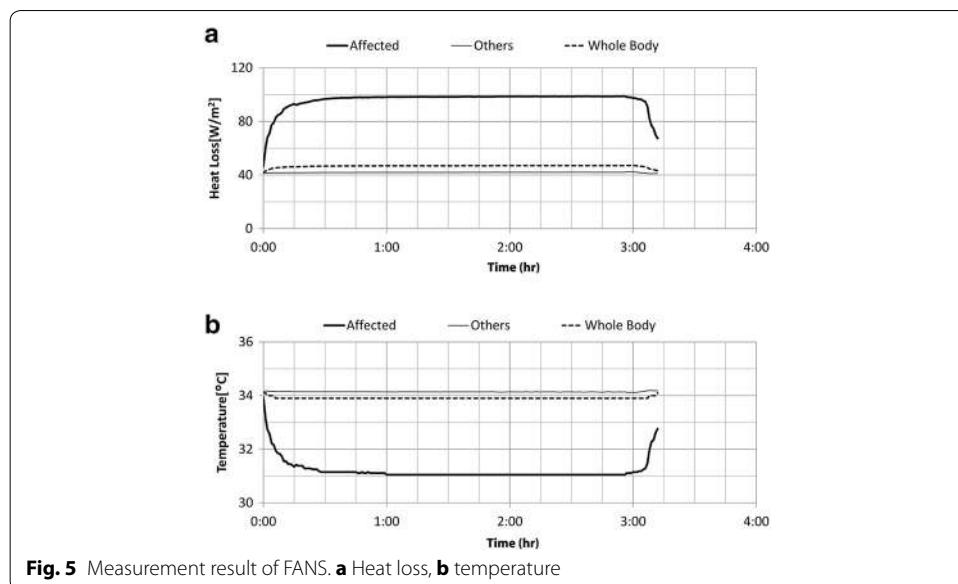 a
Affected Others Whole Body
120
80
40
0
Heat Loss[W/m²]
0:00 1:00 2:00 3:00 4:00
Time (hr)
b
Affected Others Whole Body
36
34
31
30
Temperature[°C]
0:00 1:00 2:00 3:00 4:00
Time (hr)
Fig. 5 Measurement result of FANS. a Heat loss, b temperature